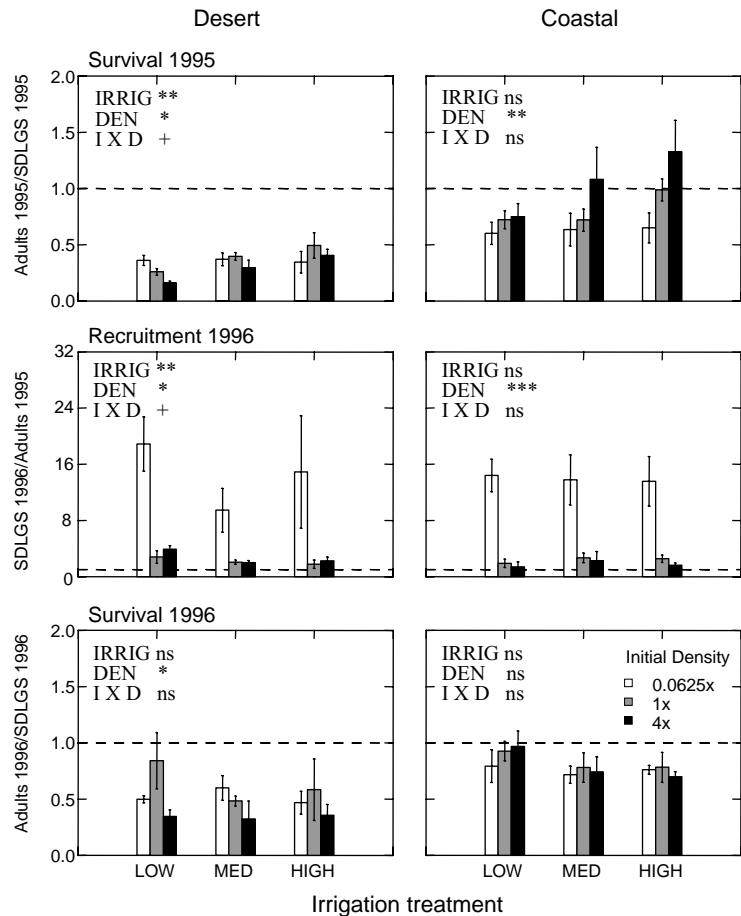 Desert
Coastal
Survival 1995
Adults 1995/SDLGS 1995
2.0
1.5
1.0
0.5
0.0
IRRIG **
DEN *
I X D +
IRRIG ns
DEN **
I X D ns
Recruitment 1996
SDLGS 1996/Adults 1995
32
24
16
8
0
IRRIG **
DEN *
I X D +
IRRIG ns
DEN ***
I X D ns
Survival 1996
Adults 1996/SDLGS 1996
2.0
1.5
1.0
0.5
0.0
IRRIG ns
DEN *
I X D ns
IRRIG ns
DEN ns
I X D ns
Initial Density
0.0625x
1x
4x
LOW MED HIGH
LOW MED HIGH
Irrigation treatment